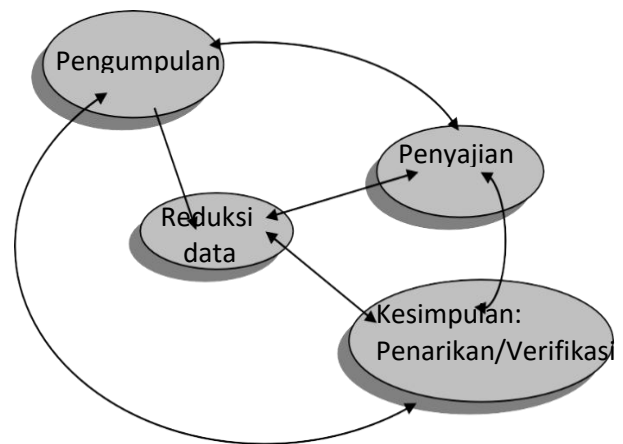 Pengumpulan
Penyajian
Reduksi
data
Kesimpulan:
Penarikan/Verifikasi